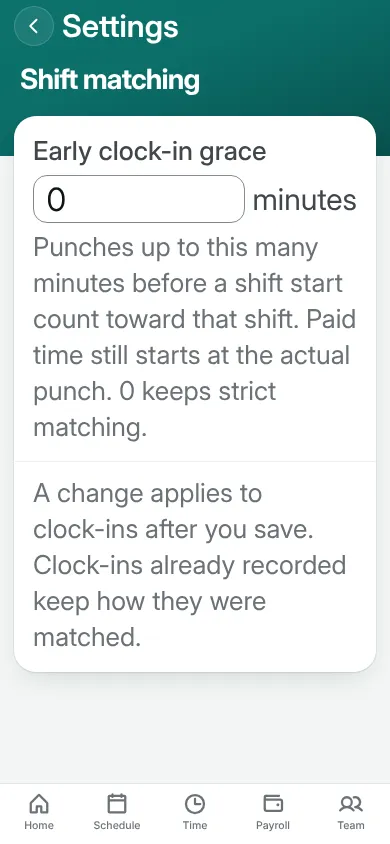 Settings
Shift matching
Early clock-in grace
0 minutes
Punches up to this many
minutes before a shift start
count toward that shift. Paid
time still starts at the actual
punch. 0 keeps strict
matching.
A change applies to
clock-ins after you save.
Clock-ins already recorded
keep how they were
matched.
Home Schedule Time Payroll Team